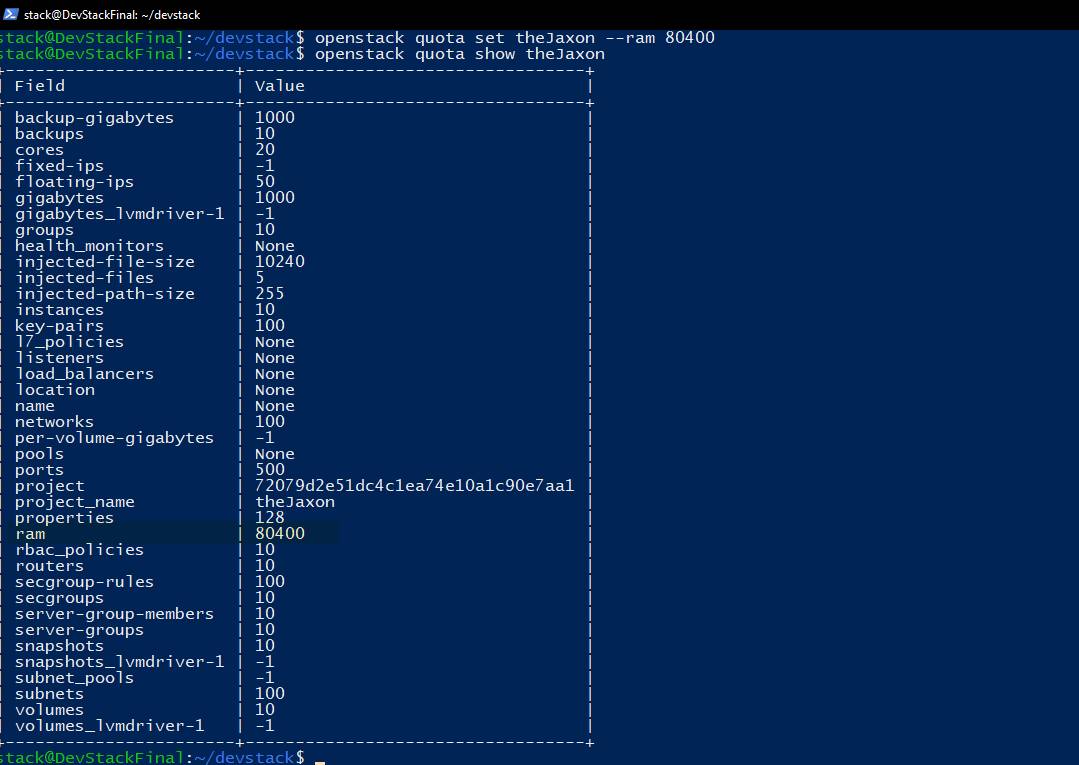 stack@DevStackFinal: ~/devstack
stack@DevStackFinal:~/devstack$ openstack quota set theJaxon --ram 80400
stack@DevStackFinal:~/devstack$ openstack quota show theJaxon
+-----------------------+----------------------------------+
| Field | Value |
+-----------------------+----------------------------------+
| backup-gigabytes | 1000 |
| backups | 10 |
| cores | 20 |
| fixed-ips | -1 |
| floating-ips | 50 |
| gigabytes | 1000 |
| gigabytes_lvmdriver-1 | -1 |
| groups | 10 |
| health_monitors | None |
| injected-file-size | 10240 |
| injected-files | 5 |
| injected-path-size | 255 |
| instances | 10 |
| key-pairs | 100 |
| l7_policies | None |
| listeners | None |
| load_balancers | None |
| location | None |
| name | None |
| networks | 100 |
| per-volume-gigabytes | -1 |
| pools | None |
| ports | 500 |
| project | 72079d2e51dc4c1ea74e10a1c90e7aa1 |
| project_name | theJaxon |
| properties | 128 |
| ram | 80400 |
| rbac_policies | 10 |
| routers | 10 |
| secgroup-rules | 100 |
| secgroups | 10 |
| server-group-members | 10 |
| server-groups | 10 |
| snapshots | 10 |
| snapshots_lvmdriver-1 | -1 |
| subnet_pools | -1 |
| subnets | 100 |
| volumes | 10 |
| volumes_lvmdriver-1 | -1 |
+-----------------------+----------------------------------+
stack@DevStackFinal:~/devstack$